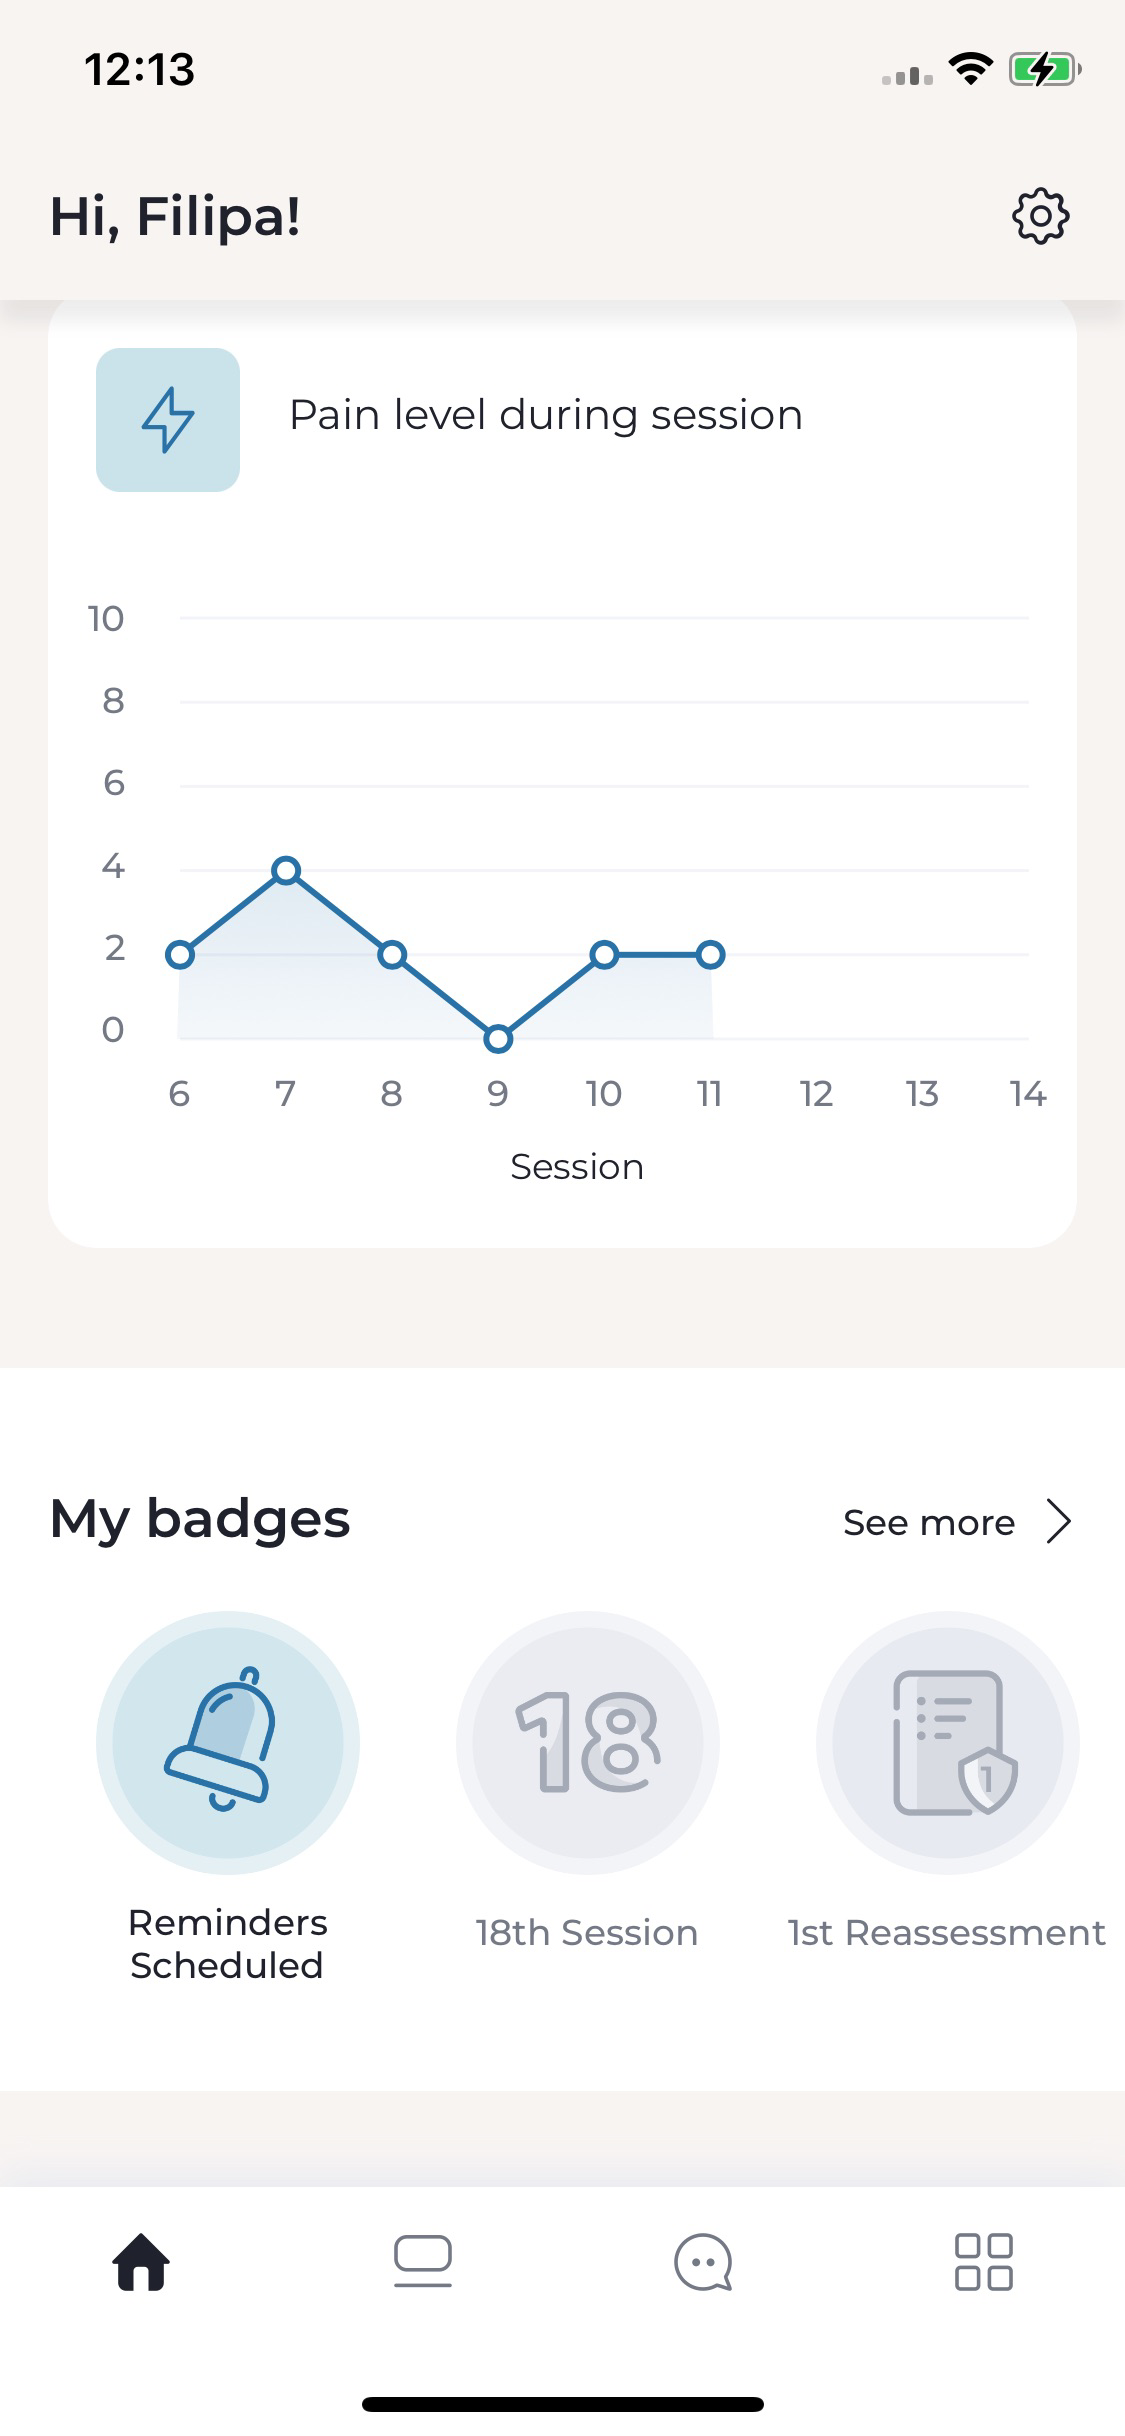 12:13
Hi, Filipa!
Pain level during session
10
8
6
4
2
0
6 7 8 9 10 11 12 13 14
Session
My badges
See more
18
1
Reminders
Scheduled
18th Session
1st Reassessment